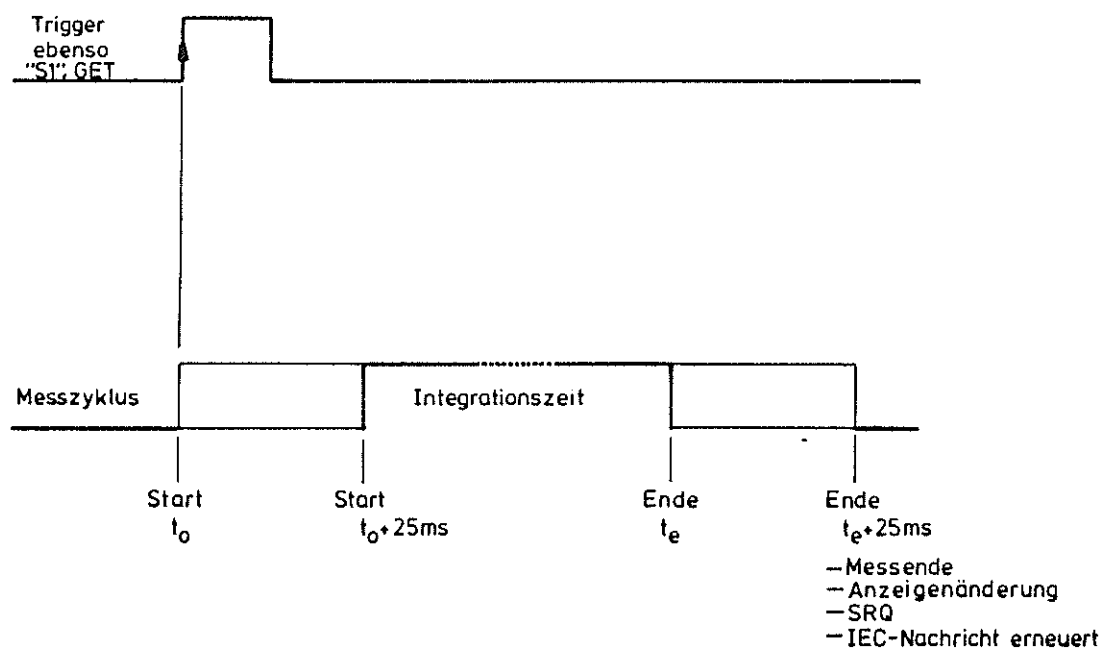 Trigger
ebenso
"S1", GET
Messzyklus
Integrationszeit
Start
t₀
Start
t₀+25ms
Ende
tₑ
Ende
tₑ+25ms
—Messende
—Anzeigenänderung
—SRQ
—IEC-Nachricht erneuert